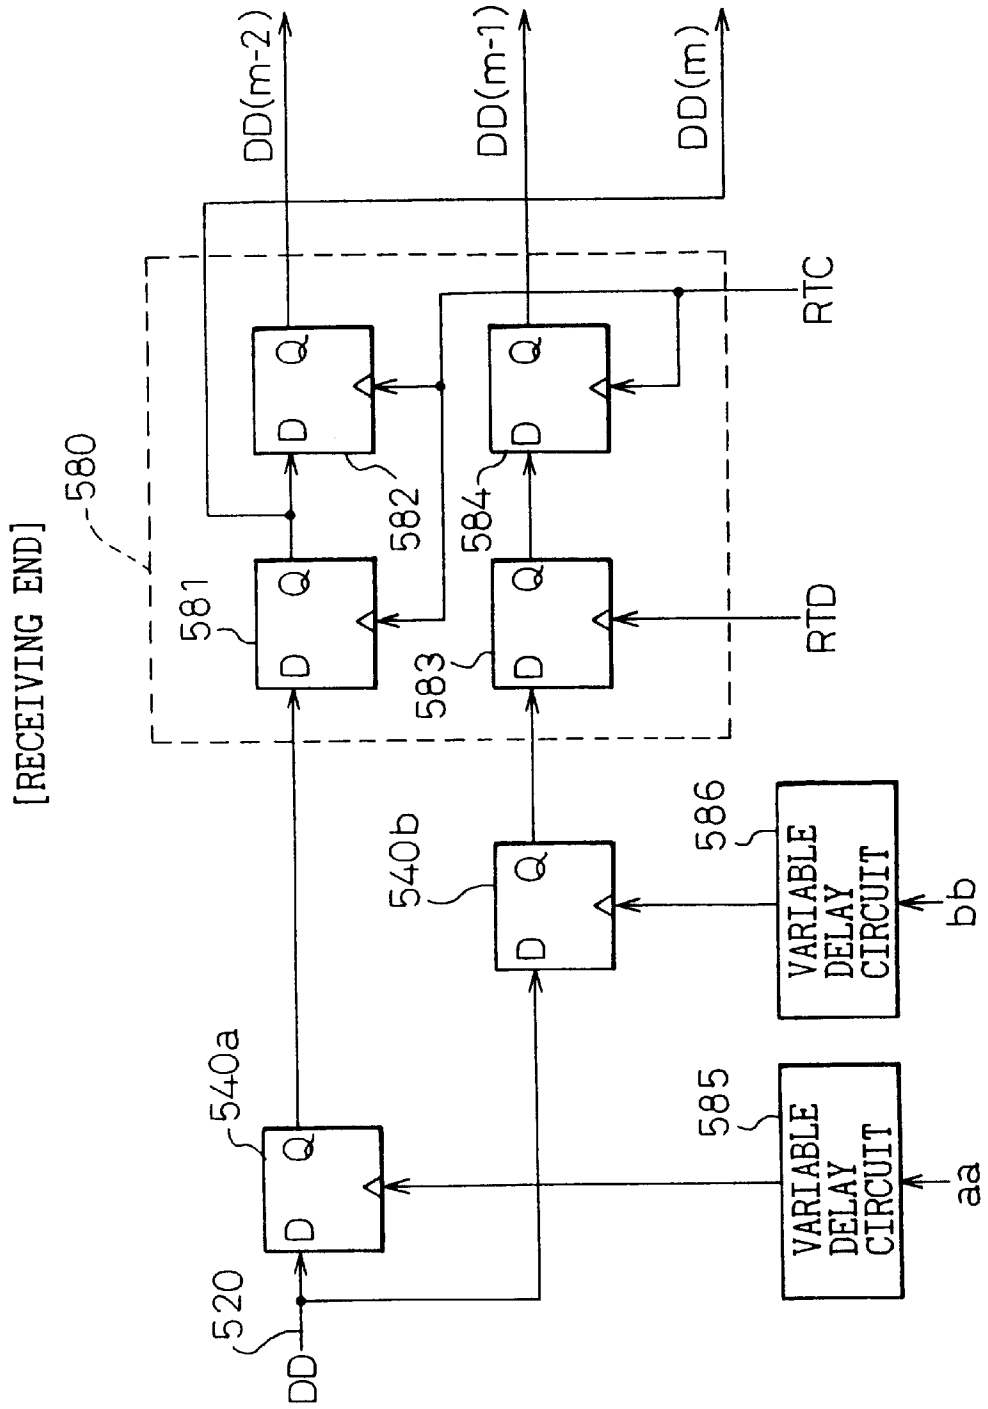 [RECEIVING END]
580
DD
520
540a
D Q
540b
D Q
581
D Q
582
D Q
583
D Q
584
D Q
DD(m-2)
DD(m-1)
DD(m)
RTD
RTC
585
VARIABLE
DELAY
CIRCUIT
aa
586
VARIABLE
DELAY
CIRCUIT
bb